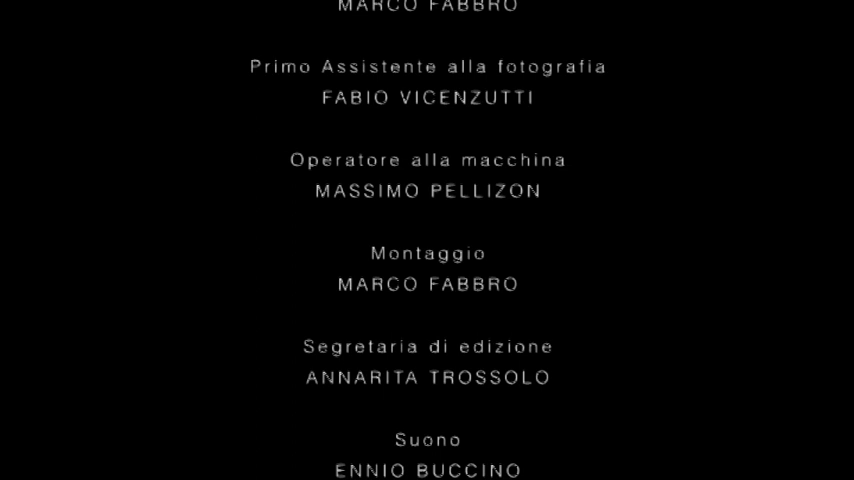 MARCO FABBRO
Primo Assistente alla fotografia
FABIO VICENZUTTI
Operatore alla macchina
MASSIMO PELLIZON
Montaggio
MARCO FABBRO
Segretaria di edizione
ANNARITA TROSSOLO
Suono
ENNIO BUCCINO